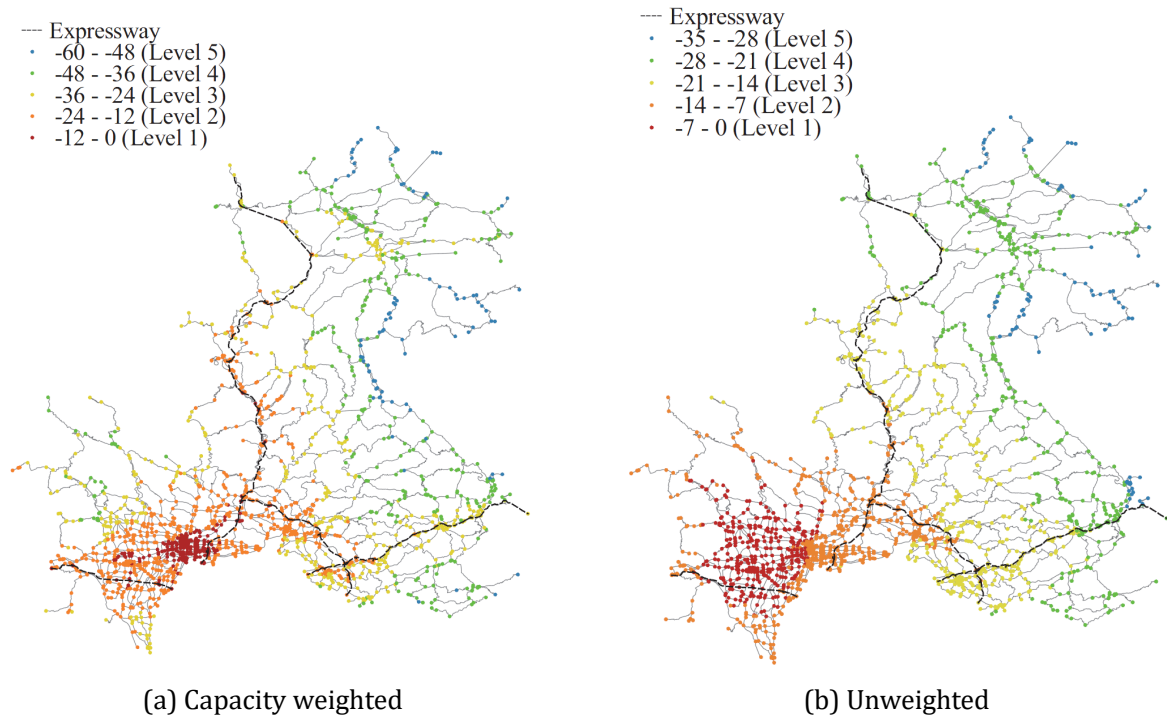 Expressway
-60 - -48 (Level 5)
-48 - -36 (Level 4)
-36 - -24 (Level 3)
-24 - -12 (Level 2)
-12 - 0 (Level 1)
(a) Capacity weighted
Expressway
-35 - -28 (Level 5)
-28 - -21 (Level 4)
-21 - -14 (Level 3)
-14 - -7 (Level 2)
-7 - 0 (Level 1)
(b) Unweighted